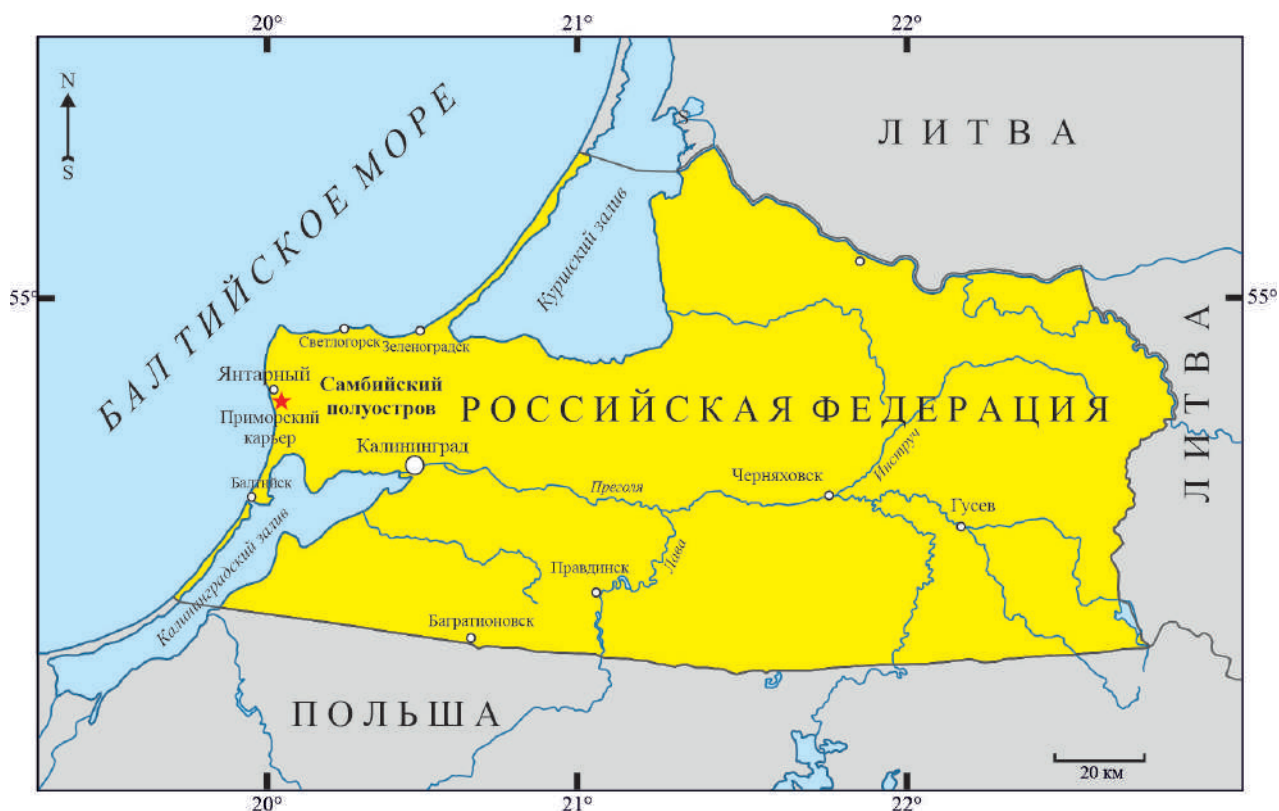 20° 21° 22°
N
S
БАЛТИЙСКОЕ МОРЕ
ЛИТВА
Куршский залив
55° 55°
Светлогорск
Зеленоградск
Янтарный
Самбийский
полуостров
Приморский
карьер
РОССИЙСКАЯ ФЕДЕРАЦИЯ
ЛИТВА
Калининград
Балтийск
Преголя
Черняховск
Инструч
Гусев
Калининградский залив
Лава
Правдинск
Багратионовск
ПОЛЬША
20 км
20° 21° 22°